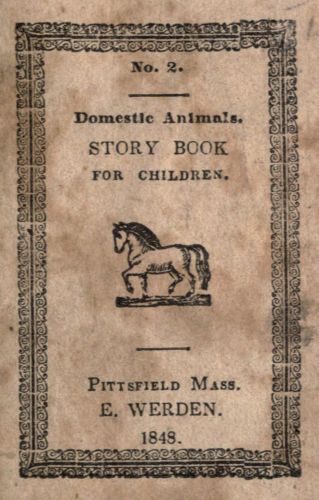 No. 2.
Domestic Animals.
STORY BOOK
FOR CHILDREN.
PITTSFIELD MASS.
E. WERDEN.
1848.